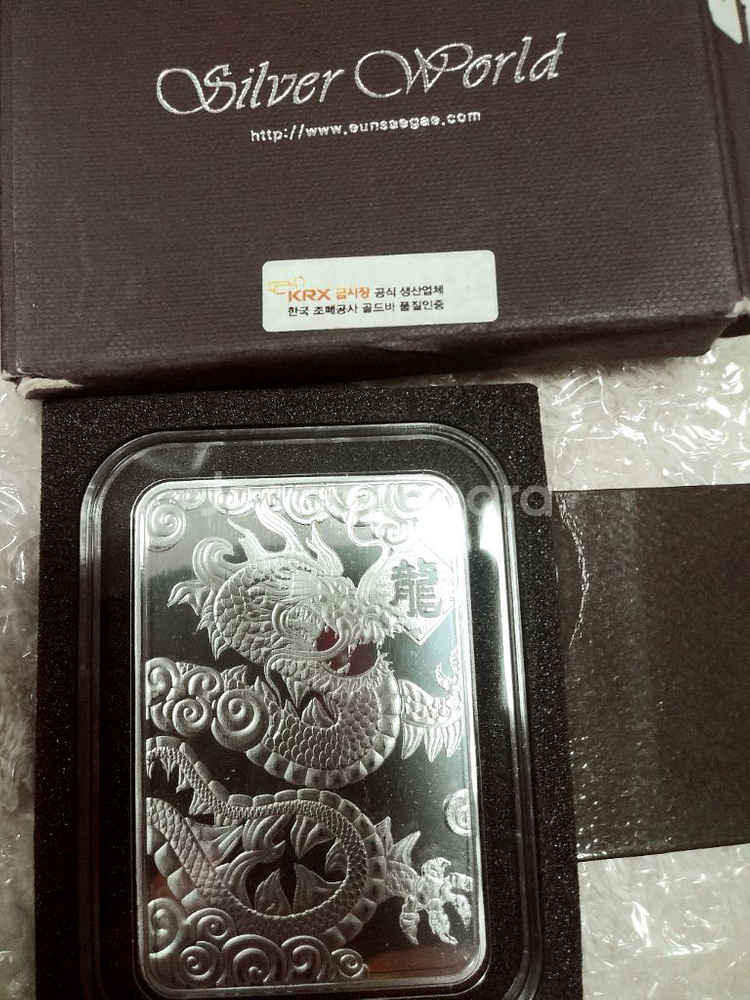 Silver World
http://www.eunsaegae.com
KRX 금시장 공식 생산업체
한국 조폐공사 골드바 품질인증
龍